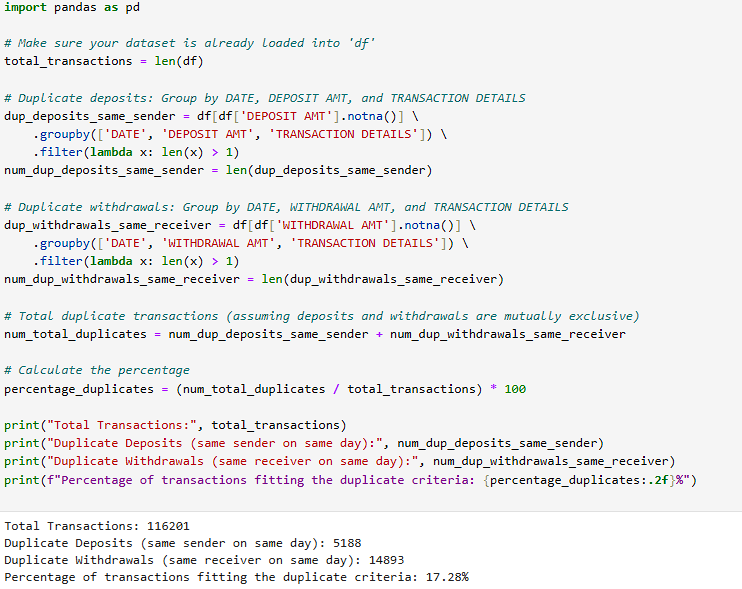 import pandas as pd
# Make sure your dataset is already loaded into 'df'
total_transactions = len(df)
# Duplicate deposits: Group by DATE, DEPOSIT AMT, and TRANSACTION DETAILS
dup_deposits_same_sender = df[df['DEPOSIT AMT'].notna()] \
    .groupby(['DATE', 'DEPOSIT AMT', 'TRANSACTION DETAILS']) \
    .filter(lambda x: len(x) > 1)
num_dup_deposits_same_sender = len(dup_deposits_same_sender)
# Duplicate withdrawals: Group by DATE, WITHDRAWAL AMT, and TRANSACTION DETAILS
dup_withdrawals_same_receiver = df[df['WITHDRAWAL AMT'].notna()] \
    .groupby(['DATE', 'WITHDRAWAL AMT', 'TRANSACTION DETAILS']) \
    .filter(lambda x: len(x) > 1)
num_dup_withdrawals_same_receiver = len(dup_withdrawals_same_receiver)
# Total duplicate transactions (assuming deposits and withdrawals are mutually exclusive)
num_total_duplicates = num_dup_deposits_same_sender + num_dup_withdrawals_same_receiver
# Calculate the percentage
percentage_duplicates = (num_total_duplicates / total_transactions) * 100
print("Total Transactions:", total_transactions)
print("Duplicate Deposits (same sender on same day):", num_dup_deposits_same_sender)
print("Duplicate Withdrawals (same receiver on same day):", num_dup_withdrawals_same_receiver)
print(f"Percentage of transactions fitting the duplicate criteria: {percentage_duplicates:.2f}%")
Total Transactions: 116201
Duplicate Deposits (same sender on same day): 5188
Duplicate Withdrawals (same receiver on same day): 14893
Percentage of transactions fitting the duplicate criteria: 17.28%